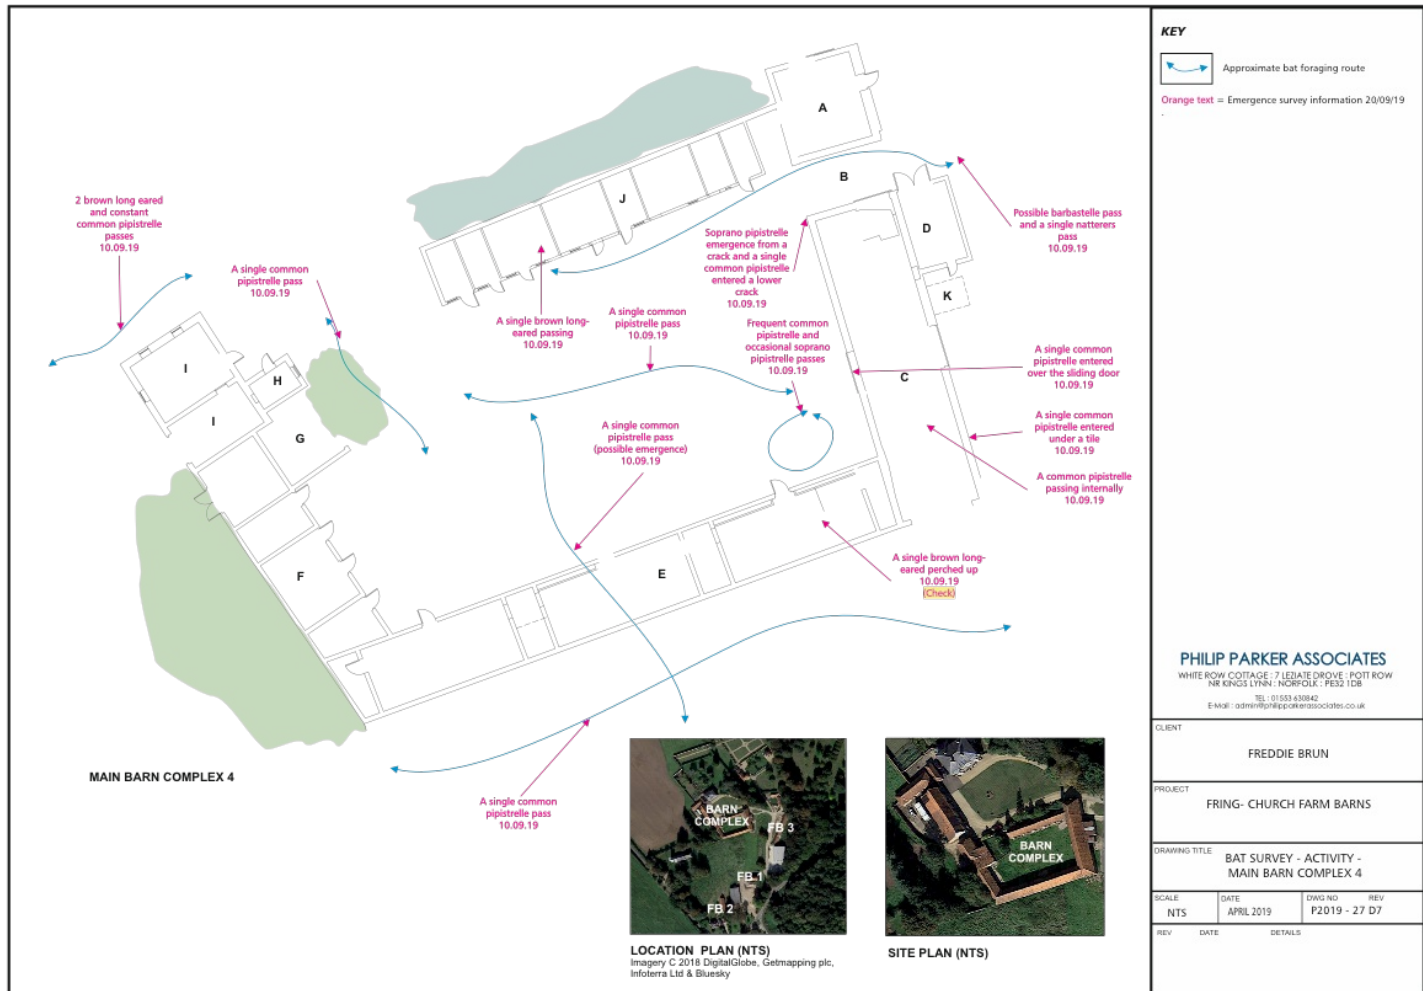 KEY
Approximate bat foraging route
Orange text = Emergence survey information 20/09/19
.
A
B
J
D
K
C
I
H
I
G
F
E
2 brown long eared
and constant
common pipistrelle
passes
10.09.19
A single common
pipistrelle pass
10.09.19
A single brown long-
eared passing
10.09.19
A single common
pipistrelle pass
10.09.19
Soprano pipistrelle
emergence from a
crack and a single
common pipistrelle
entered a lower
crack
10.09.19
Frequent common
pipistrelle and
occasional soprano
pipistrelle passes
10.09.19
Possible barbastelle pass
and a single natterers
pass
10.09.19
A single common
pipistrelle entered
over the sliding door
10.09.19
A single common
pipistrelle entered
under a tile
10.09.19
A common pipistrelle
passing internally
10.09.19
A single common
pipistrelle pass
(possible emergence)
10.09.19
A single brown long-
eared perched up
10.09.19
(Check)
A single common
pipistrelle pass
10.09.19
MAIN BARN COMPLEX 4
BARN
COMPLEX
FB 3
FB 1
FB 2
LOCATION PLAN (NTS)
Imagery C 2018 DigitalGlobe, Getmapping plc,
Infoterra Ltd & Bluesky
BARN
COMPLEX
SITE PLAN (NTS)
PHILIP PARKER ASSOCIATES
WHITE ROW COTTAGE : 7 LEZIATE DROVE : POTT ROW
NR KINGS LYNN : NORFOLK : PE32 1DB
TEL : 01553 630842
E-Mail : admin@philipparkerassociates.co.uk
CLIENT
FREDDIE BRUN
PROJECT
FRING- CHURCH FARM BARNS
DRAWING TITLE
BAT SURVEY - ACTIVITY -
MAIN BARN COMPLEX 4
SCALE
NTS
DATE
APRIL 2019
DWG NO REV
P2019 - 27 D7
REV DATE DETAILS